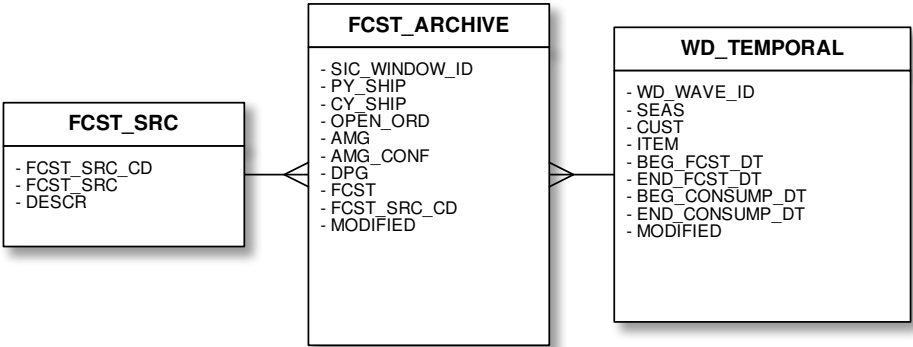 FCST_SRC
- FCST_SRC_CD
- FCST_SRC
- DESCR
FCST_ARCHIVE
- SIC_WINDOW_ID
- PY_SHIP
- CY_SHIP
- OPEN_ORD
- AMG
- AMG_CONF
- DPG
- FCST
- FCST_SRC_CD
- MODIFIED
WD_TEMPORAL
- WD_WAVE_ID
- SEAS
- CUST
- ITEM
- BEG_FCST_DT
- END_FCST_DT
- BEG_CONSUMP_DT
- END_CONSUMP_DT
- MODIFIED